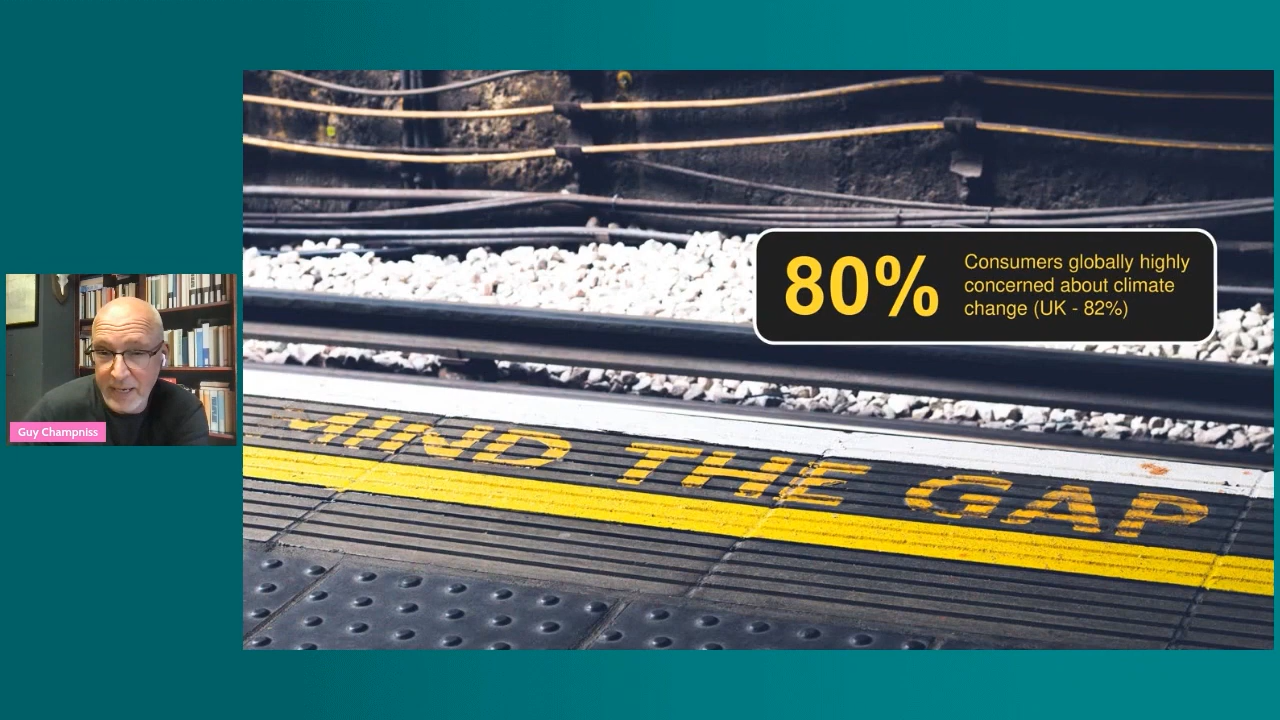 80%
Consumers globally highly
concerned about climate
change (UK - 82%)
MIND THE GAP
Guy Champniss